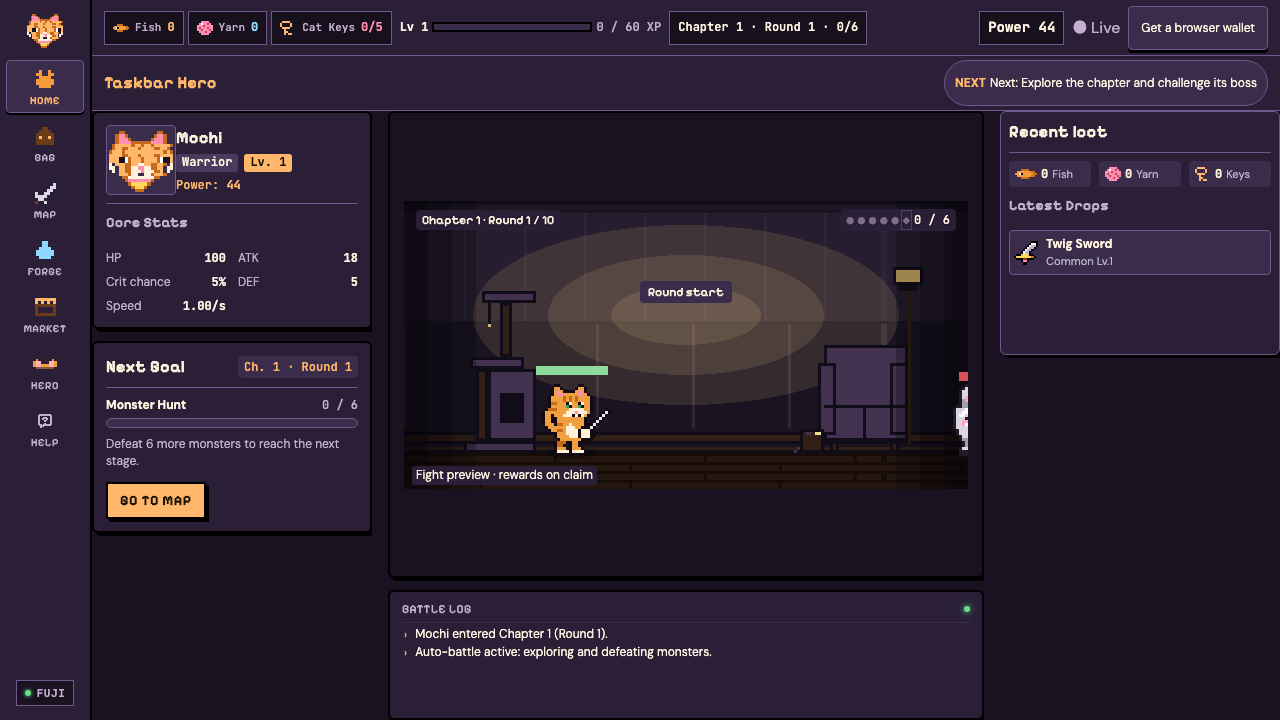 Fish 0
Yarn 0
Cat Keys 0/5
Lv 1
0 / 60 XP
Chapter 1 · Round 1 · 0/6
Power 44
Live
Get a browser wallet
HOME
BAG
MAP
FORGE
MARKET
HERO
HELP
FUJI
Taskbar Hero
NEXT Next: Explore the chapter and challenge its boss
Mochi
Warrior Lv. 1
Power: 44
Core Stats
HP 100 ATK 18
Crit chance 5% DEF 5
Speed 1.00/s
Next Goal Ch. 1 · Round 1
Monster Hunt 0 / 6
Defeat 6 more monsters to reach the next
stage.
GO TO MAP
Chapter 1 · Round 1 / 10
0 / 6
Round start
Fight preview · rewards on claim
BATTLE LOG
› Mochi entered Chapter 1 (Round 1).
› Auto-battle active: exploring and defeating monsters.
Recent loot
0 Fish
0 Yarn
0 Keys
Latest Drops
Twig Sword
Common Lv.1